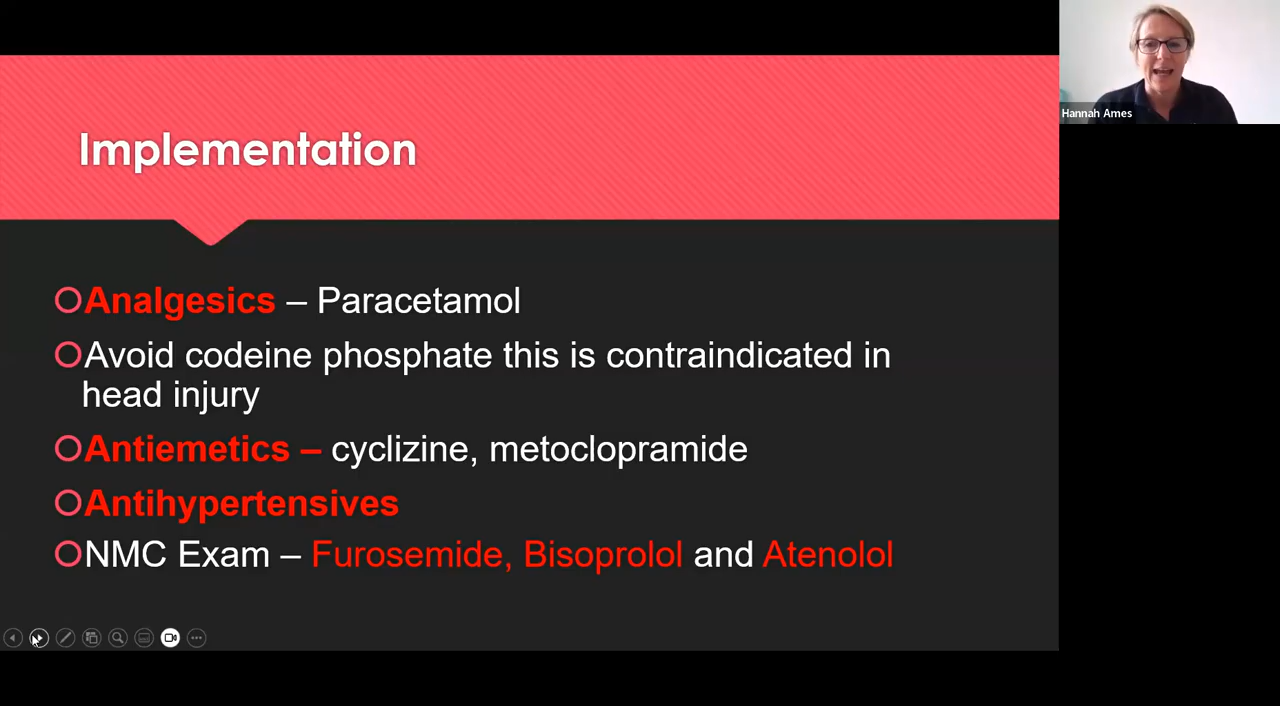 Hannah Ames
Implementation
Analgesics – Paracetamol
Avoid codeine phosphate this is contraindicated in
head injury
Antiemetics – cyclizine, metoclopramide
Antihypertensives
NMC Exam – Furosemide, Bisoprolol and Atenolol